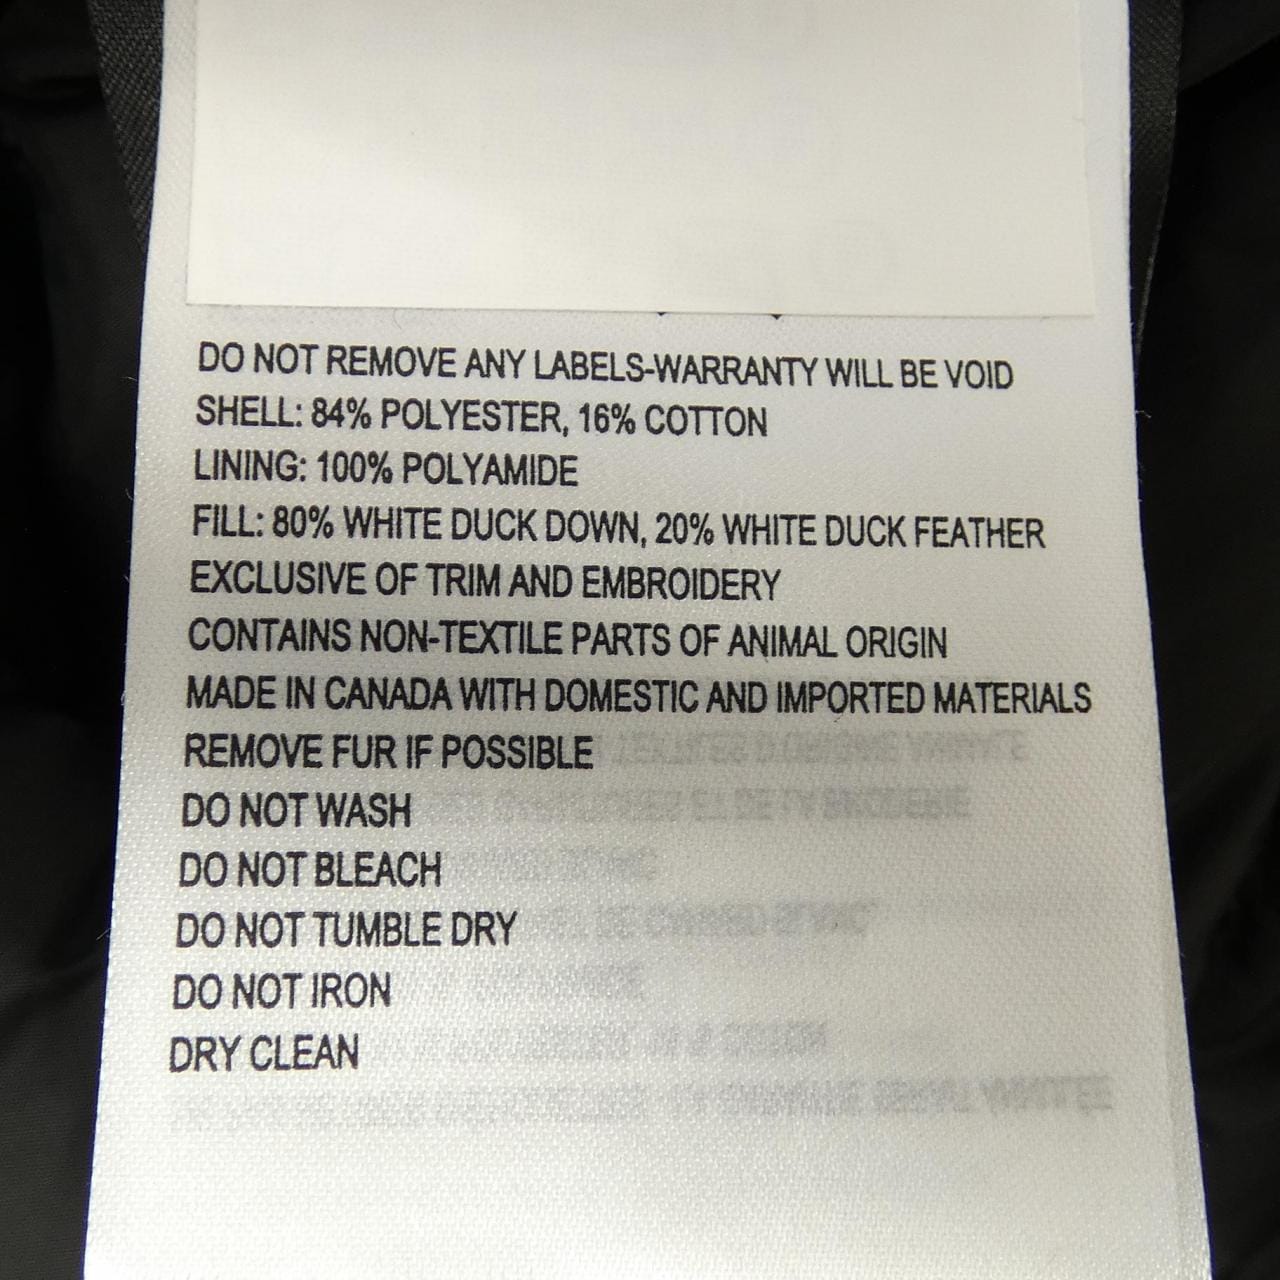 DO NOT REMOVE ANY LABELS-WARRANTY WILL BE VOID
SHELL: 84% POLYESTER, 16% COTTON
LINING: 100% POLYAMIDE
FILL: 80% WHITE DUCK DOWN, 20% WHITE DUCK FEATHER
EXCLUSIVE OF TRIM AND EMBROIDERY
CONTAINS NON-TEXTILE PARTS OF ANIMAL ORIGIN
MADE IN CANADA WITH DOMESTIC AND IMPORTED MATERIALS
REMOVE FUR IF POSSIBLE
DO NOT WASH
DO NOT BLEACH
DO NOT TUMBLE DRY
DO NOT IRON
DRY CLEAN